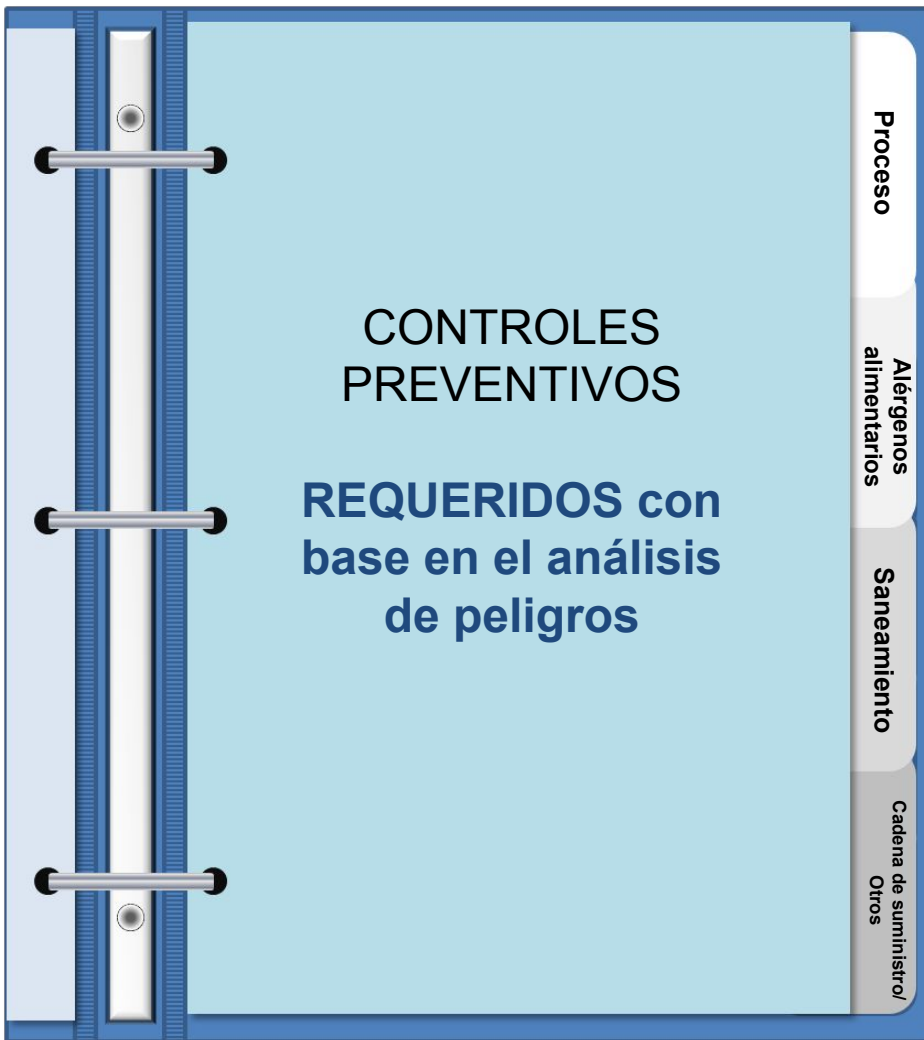 CONTROLES
PREVENTIVOS
REQUERIDOS con
base en el análisis
de peligros
Proceso
Alérgenos
alimentarios
Saneamiento
Cadena de suministro/
Otros